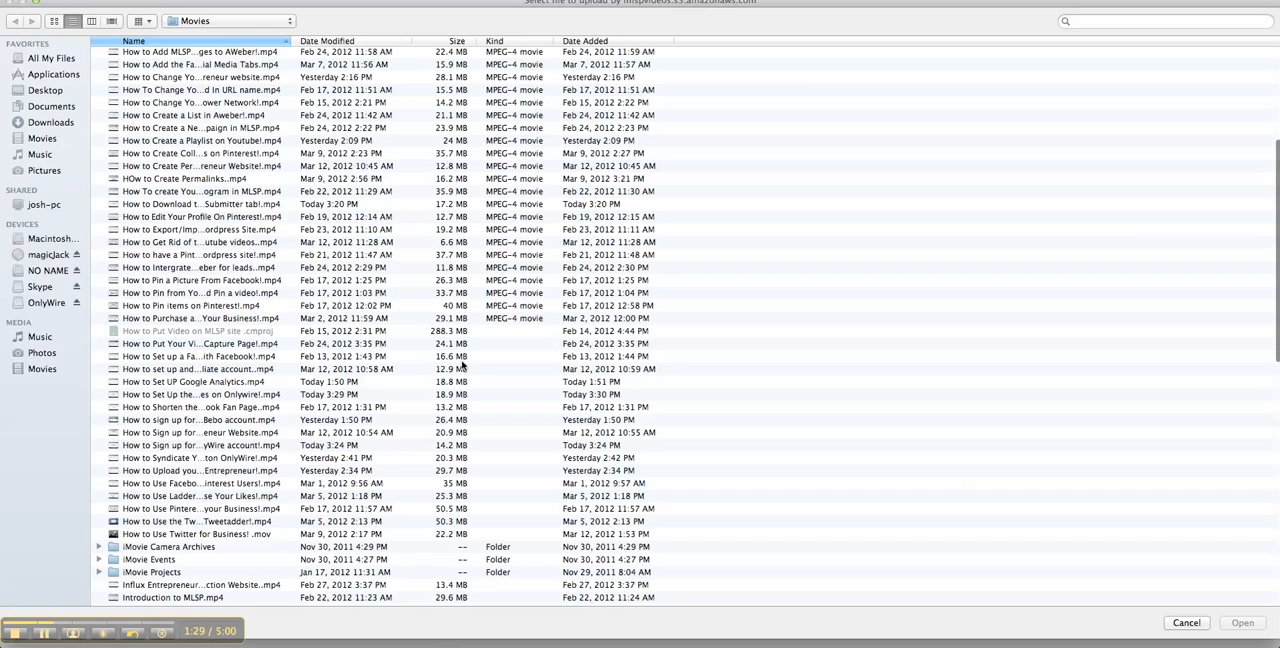 Select file to upload by mlspvideos.s3.amazonaws.com
Movies
FAVORITES
All My Files
Applications
Desktop
Documents
Downloads
Movies
Music
Pictures
SHARED
josh-pc
DEVICES
Macintosh...
magicJack
NO NAME
Skype
OnlyWire
MEDIA
Music
Photos
Movies
Name Date Modified Size Kind Date Added
How to Add MLSP...ges to AWeber!.mp4 Feb 24, 2012 11:58 AM 22.4 MB MPEG-4 movie Feb 24, 2012 11:59 AM
How to Add the Fa...ial Media Tabs.mp4 Mar 7, 2012 11:56 AM 15.9 MB MPEG-4 movie Mar 7, 2012 11:57 AM
How to Change Yo...reneur website.mp4 Yesterday 2:16 PM 28.1 MB MPEG-4 movie Yesterday 2:16 PM
How To Change Yo...d In URL name.mp4 Feb 17, 2012 11:51 AM 15.5 MB MPEG-4 movie Feb 17, 2012 11:51 AM
How to Change Yo...ower Network!.mp4 Feb 15, 2012 2:21 PM 14.2 MB MPEG-4 movie Feb 15, 2012 2:22 PM
How to Create a List in Aweber!.mp4 Feb 24, 2012 11:42 AM 21.1 MB MPEG-4 movie Feb 24, 2012 11:42 AM
How to Create a Ne...paign in MLSP.mp4 Feb 24, 2012 2:22 PM 23.9 MB MPEG-4 movie Feb 24, 2012 2:23 PM
How to Create a Playlist on Youtube!.mp4 Yesterday 2:09 PM 24 MB MPEG-4 movie Yesterday 2:09 PM
How to Create Coll...s on Pinterest!.mp4 Mar 9, 2012 2:23 PM 35.7 MB MPEG-4 movie Mar 9, 2012 2:27 PM
How to Create Per...reneur Website!.mp4 Mar 12, 2012 10:45 AM 12.8 MB MPEG-4 movie Mar 12, 2012 10:45 AM
HOw to Create Permalinks..mp4 Mar 9, 2012 2:56 PM 16.2 MB MPEG-4 movie Mar 9, 2012 3:21 PM
How To create You...ogram in MLSP.mp4 Feb 22, 2012 11:29 AM 35.9 MB MPEG-4 movie Feb 22, 2012 11:30 AM
How to Download t...Submitter tab!.mp4 Today 3:20 PM 17.2 MB MPEG-4 movie Today 3:20 PM
How to Edit Your Profile On Pinterest!.mp4 Feb 19, 2012 12:14 AM 12.7 MB MPEG-4 movie Feb 19, 2012 12:15 AM
How to Export/Imp...ordpress Site.mp4 Feb 23, 2012 11:10 AM 19.2 MB MPEG-4 movie Feb 23, 2012 11:11 AM
How to Get Rid of t...utube videos..mp4 Mar 12, 2012 11:28 AM 6.6 MB MPEG-4 movie Mar 12, 2012 11:28 AM
How to have a Pint...ordpress site!.mp4 Feb 21, 2012 11:47 AM 37.7 MB MPEG-4 movie Feb 21, 2012 11:48 AM
How to Intergrate...eber for leads..mp4 Feb 24, 2012 2:29 PM 11.8 MB MPEG-4 movie Feb 24, 2012 2:30 PM
How to Pin a Picture From Facebook!.mp4 Feb 17, 2012 1:25 PM 26.3 MB MPEG-4 movie Feb 17, 2012 1:25 PM
How to Pin from Yo...d Pin a video!.mp4 Feb 17, 2012 1:03 PM 33.7 MB MPEG-4 movie Feb 17, 2012 1:04 PM
How to Pin items on Pinterest!.mp4 Feb 17, 2012 12:02 PM 40 MB MPEG-4 movie Feb 17, 2012 12:58 PM
How to Purchase a...Your Business!.mp4 Mar 2, 2012 11:59 AM 29.1 MB MPEG-4 movie Mar 2, 2012 12:00 PM
How to Put Video on MLSP site .cmproj Feb 15, 2012 2:31 PM 288.3 MB Feb 14, 2012 4:44 PM
How to Put Your Vi...Capture Page!.mp4 Feb 24, 2012 3:35 PM 24.1 MB Feb 24, 2012 3:35 PM
How to Set up a Fa...ith Facebook!.mp4 Feb 13, 2012 1:43 PM 16.6 MB Feb 13, 2012 1:44 PM
How to set up and...liate account..mp4 Mar 12, 2012 10:58 AM 12.9 MB Mar 12, 2012 10:59 AM
How to Set UP Google Analytics.mp4 Today 1:50 PM 18.8 MB Today 1:51 PM
How to Set Up the...es on Onlywire!.mp4 Today 3:29 PM 18.9 MB Today 3:30 PM
How to Shorten the...ook Fan Page..mp4 Feb 17, 2012 1:31 PM 13.2 MB Feb 17, 2012 1:31 PM
How to sign up for...Bebo account.mp4 Yesterday 1:50 PM 26.4 MB Yesterday 1:50 PM
How to Sign up for...eneur Website.mp4 Mar 12, 2012 10:54 AM 20.9 MB Mar 12, 2012 10:55 AM
How to Sign up for...yWire account!.mp4 Today 3:24 PM 14.2 MB Today 3:24 PM
How to Syndicate Y...ton OnlyWire!.mp4 Yesterday 2:41 PM 20.3 MB Yesterday 2:42 PM
How to Upload you...Entrepreneur!.mp4 Yesterday 2:34 PM 29.7 MB Yesterday 2:34 PM
How to Use Facebo...interest Users!.mp4 Mar 1, 2012 9:56 AM 35 MB Mar 1, 2012 9:57 AM
How to Use Ladder...se Your Likes!.mp4 Mar 5, 2012 1:18 PM 25.3 MB Mar 5, 2012 1:18 PM
How to Use Pintere...your Business!.mp4 Feb 17, 2012 11:57 AM 50.5 MB Feb 17, 2012 11:57 AM
How to Use the Tw...Tweetadder!.mp4 Mar 5, 2012 2:13 PM 50.3 MB Mar 5, 2012 2:13 PM
How to Use Twitter for Business! .mov Mar 9, 2012 2:17 PM 22.2 MB Mar 12, 2012 1:53 PM
iMovie Camera Archives Nov 30, 2011 4:29 PM -- Folder Nov 30, 2011 4:29 PM
iMovie Events Nov 30, 2011 4:27 PM -- Folder Nov 30, 2011 4:27 PM
iMovie Projects Jan 17, 2012 11:31 AM -- Folder Nov 29, 2011 8:04 AM
Influx Entrepreneur...ction Website..mp4 Feb 27, 2012 3:37 PM 13.4 MB Feb 27, 2012 3:37 PM
Introduction to MLSP.mp4 Feb 22, 2012 11:23 AM 29.6 MB Feb 22, 2012 11:24 AM
Cancel Open
1:29 / 5:00